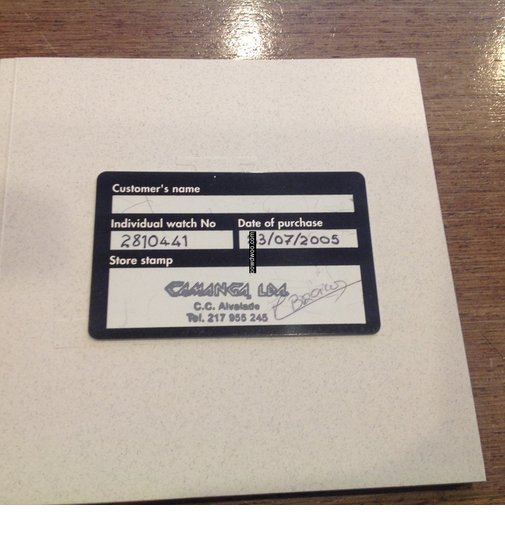 Customer's name
Individual watch No Date of purchase
2810441 3/07/2005
Store stamp
CAMANGA, LDA.
C.C. Alvalade
Tel. 217 955 245